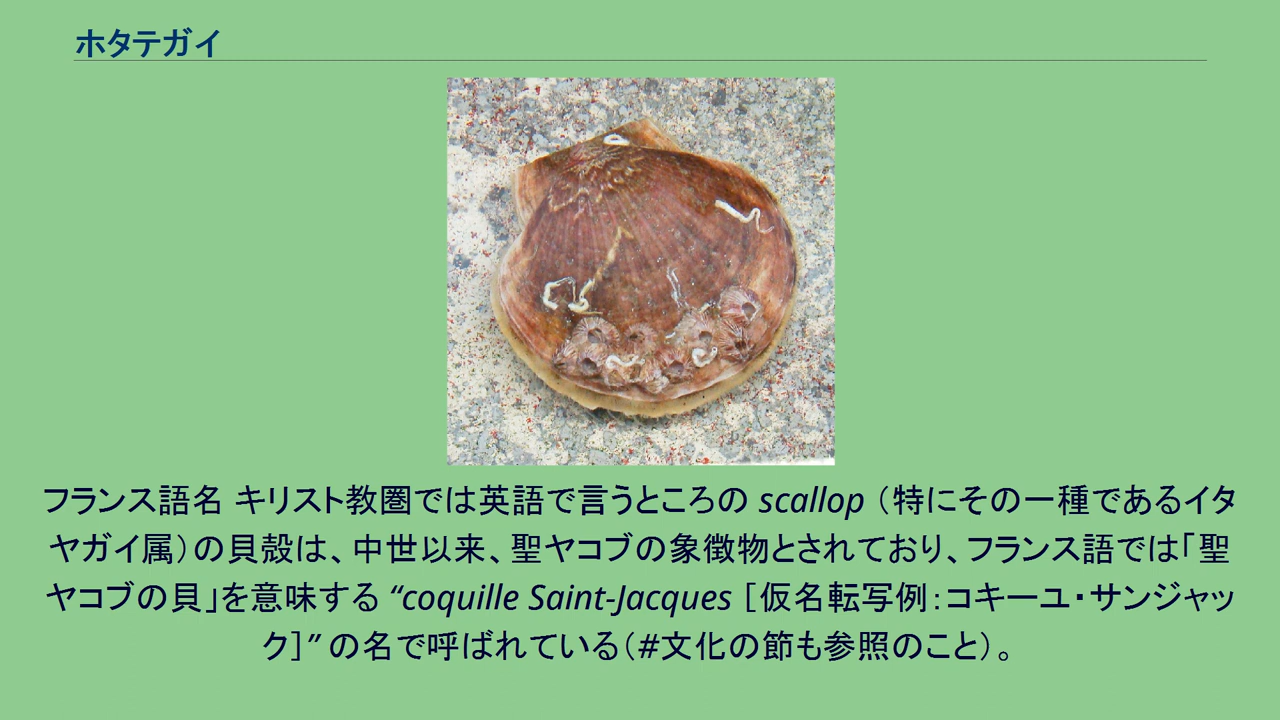 ホタテガイ
フランス語名 キリスト教圏では英語で言うところの scallop （特にその一種であるイタ
ヤガイ属）の貝殻は、中世以来、聖ヤコブの象徴物とされており、フランス語では「聖
ヤコブの貝」を意味する “coquille Saint-Jacques ［仮名転写例：コキーユ・サンジャッ
ク］” の名で呼ばれている（#文化の節も参照のこと）。